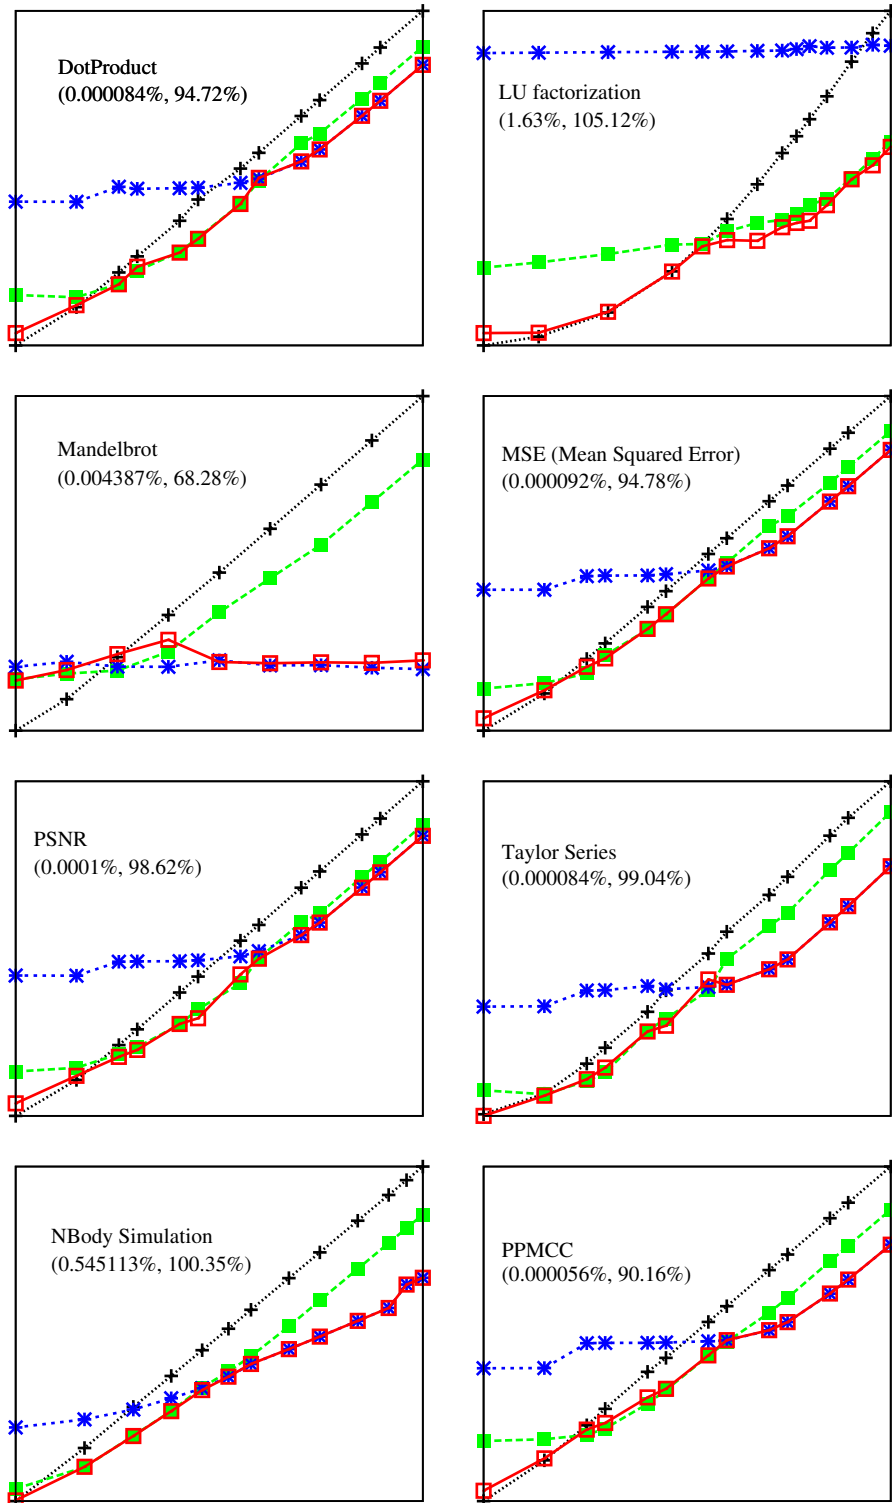 DotProduct
(0.000084%, 94.72%)
LU factorization
(1.63%, 105.12%)
Mandelbrot
(0.004387%, 68.28%)
MSE (Mean Squared Error)
(0.000092%, 94.78%)
PSNR
(0.0001%, 98.62%)
Taylor Series
(0.000084%, 99.04%)
NBody Simulation
(0.545113%, 100.35%)
PPMCC
(0.000056%, 90.16%)